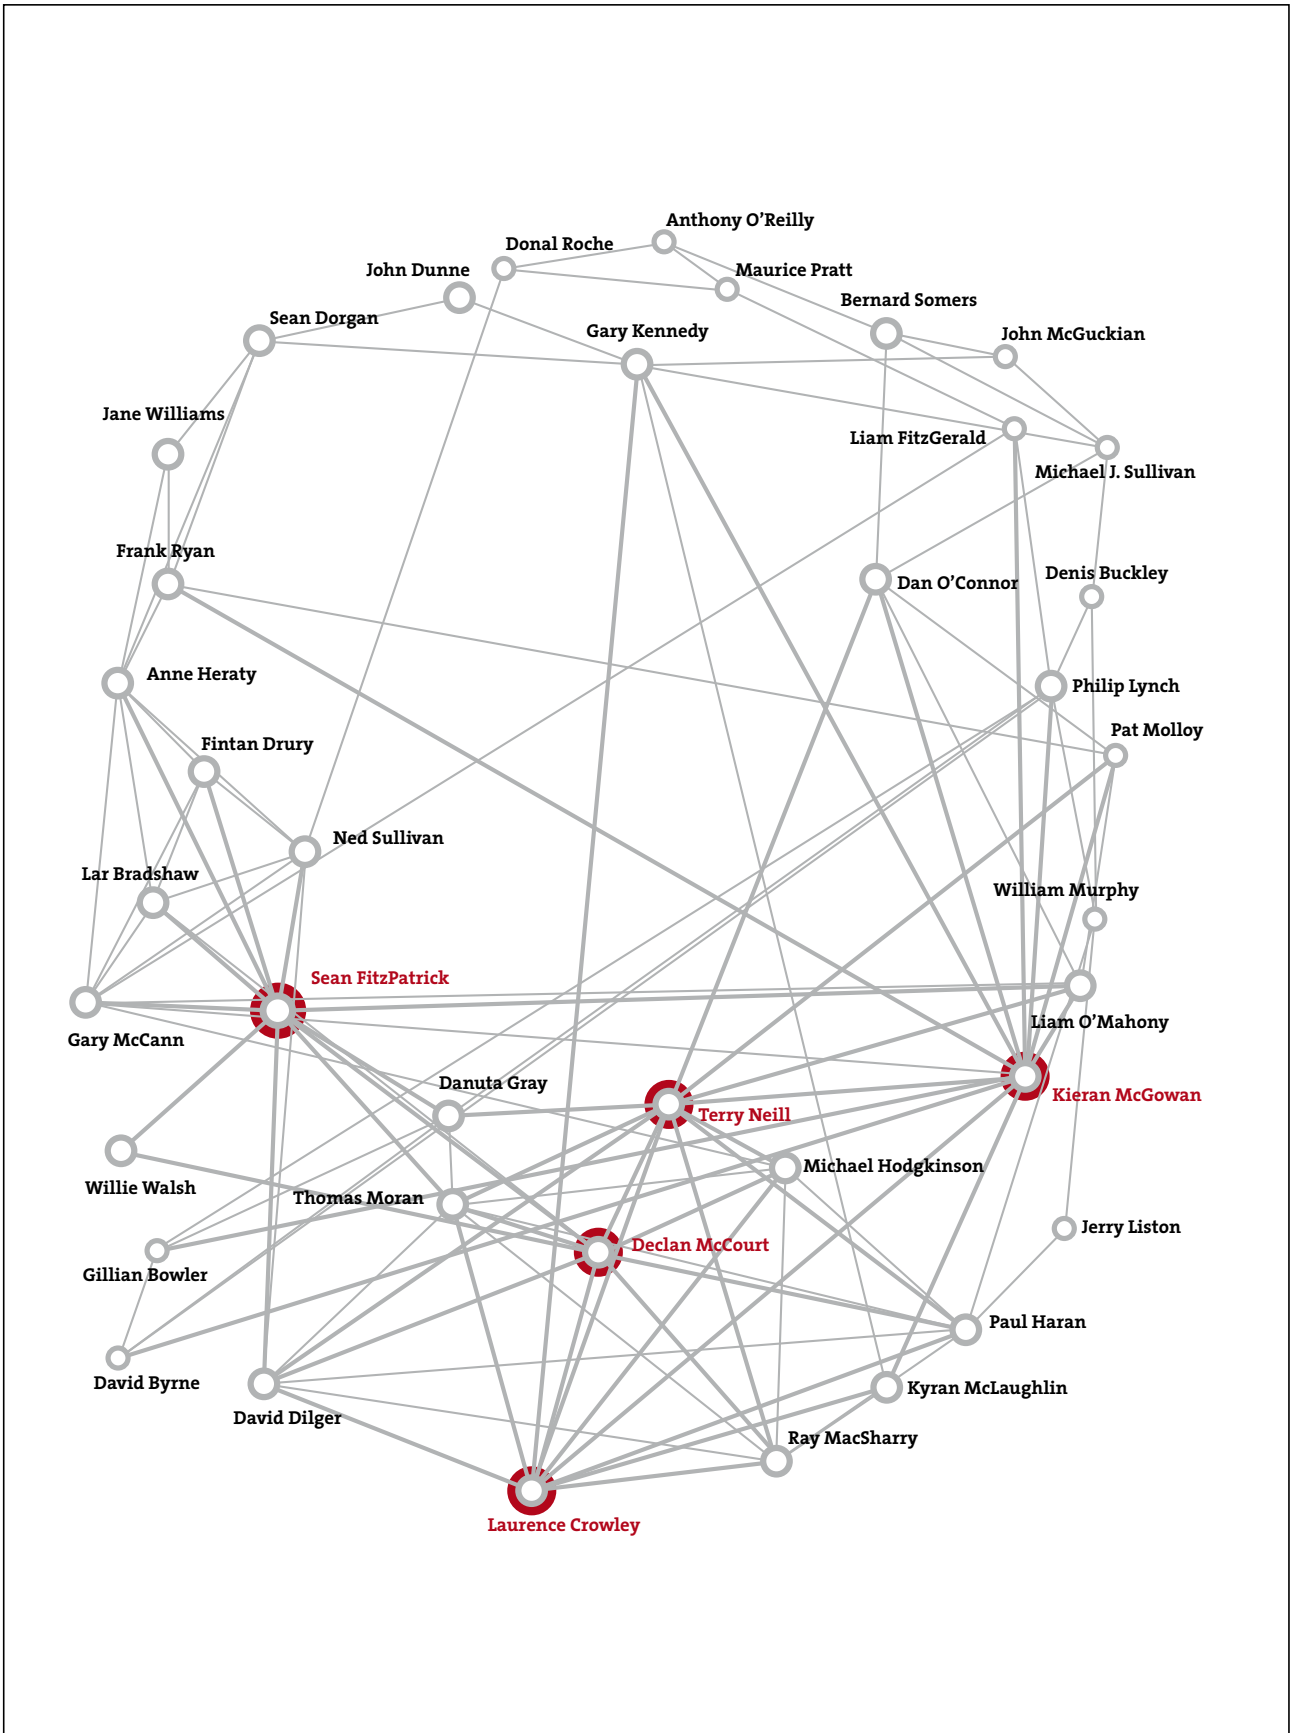 Anthony O’Reilly
Donal Roche
John Dunne
Maurice Pratt
Bernard Somers
Sean Dorgan
Gary Kennedy
John McGuckian
Jane Williams
Liam FitzGerald
Michael J. Sullivan
Frank Ryan
Dan O’Connor
Denis Buckley
Anne Heraty
Philip Lynch
Pat Molloy
Fintan Drury
Ned Sullivan
Lar Bradshaw
William Murphy
Sean FitzPatrick
Liam O’Mahony
Gary McCann
Danuta Gray
Kieran McGowan
Terry Neill
Michael Hodgkinson
Willie Walsh
Thomas Moran
Jerry Liston
Declan McCourt
Gillian Bowler
Paul Haran
David Byrne
Kyran McLaughlin
David Dilger
Ray MacSharry
Laurence Crowley